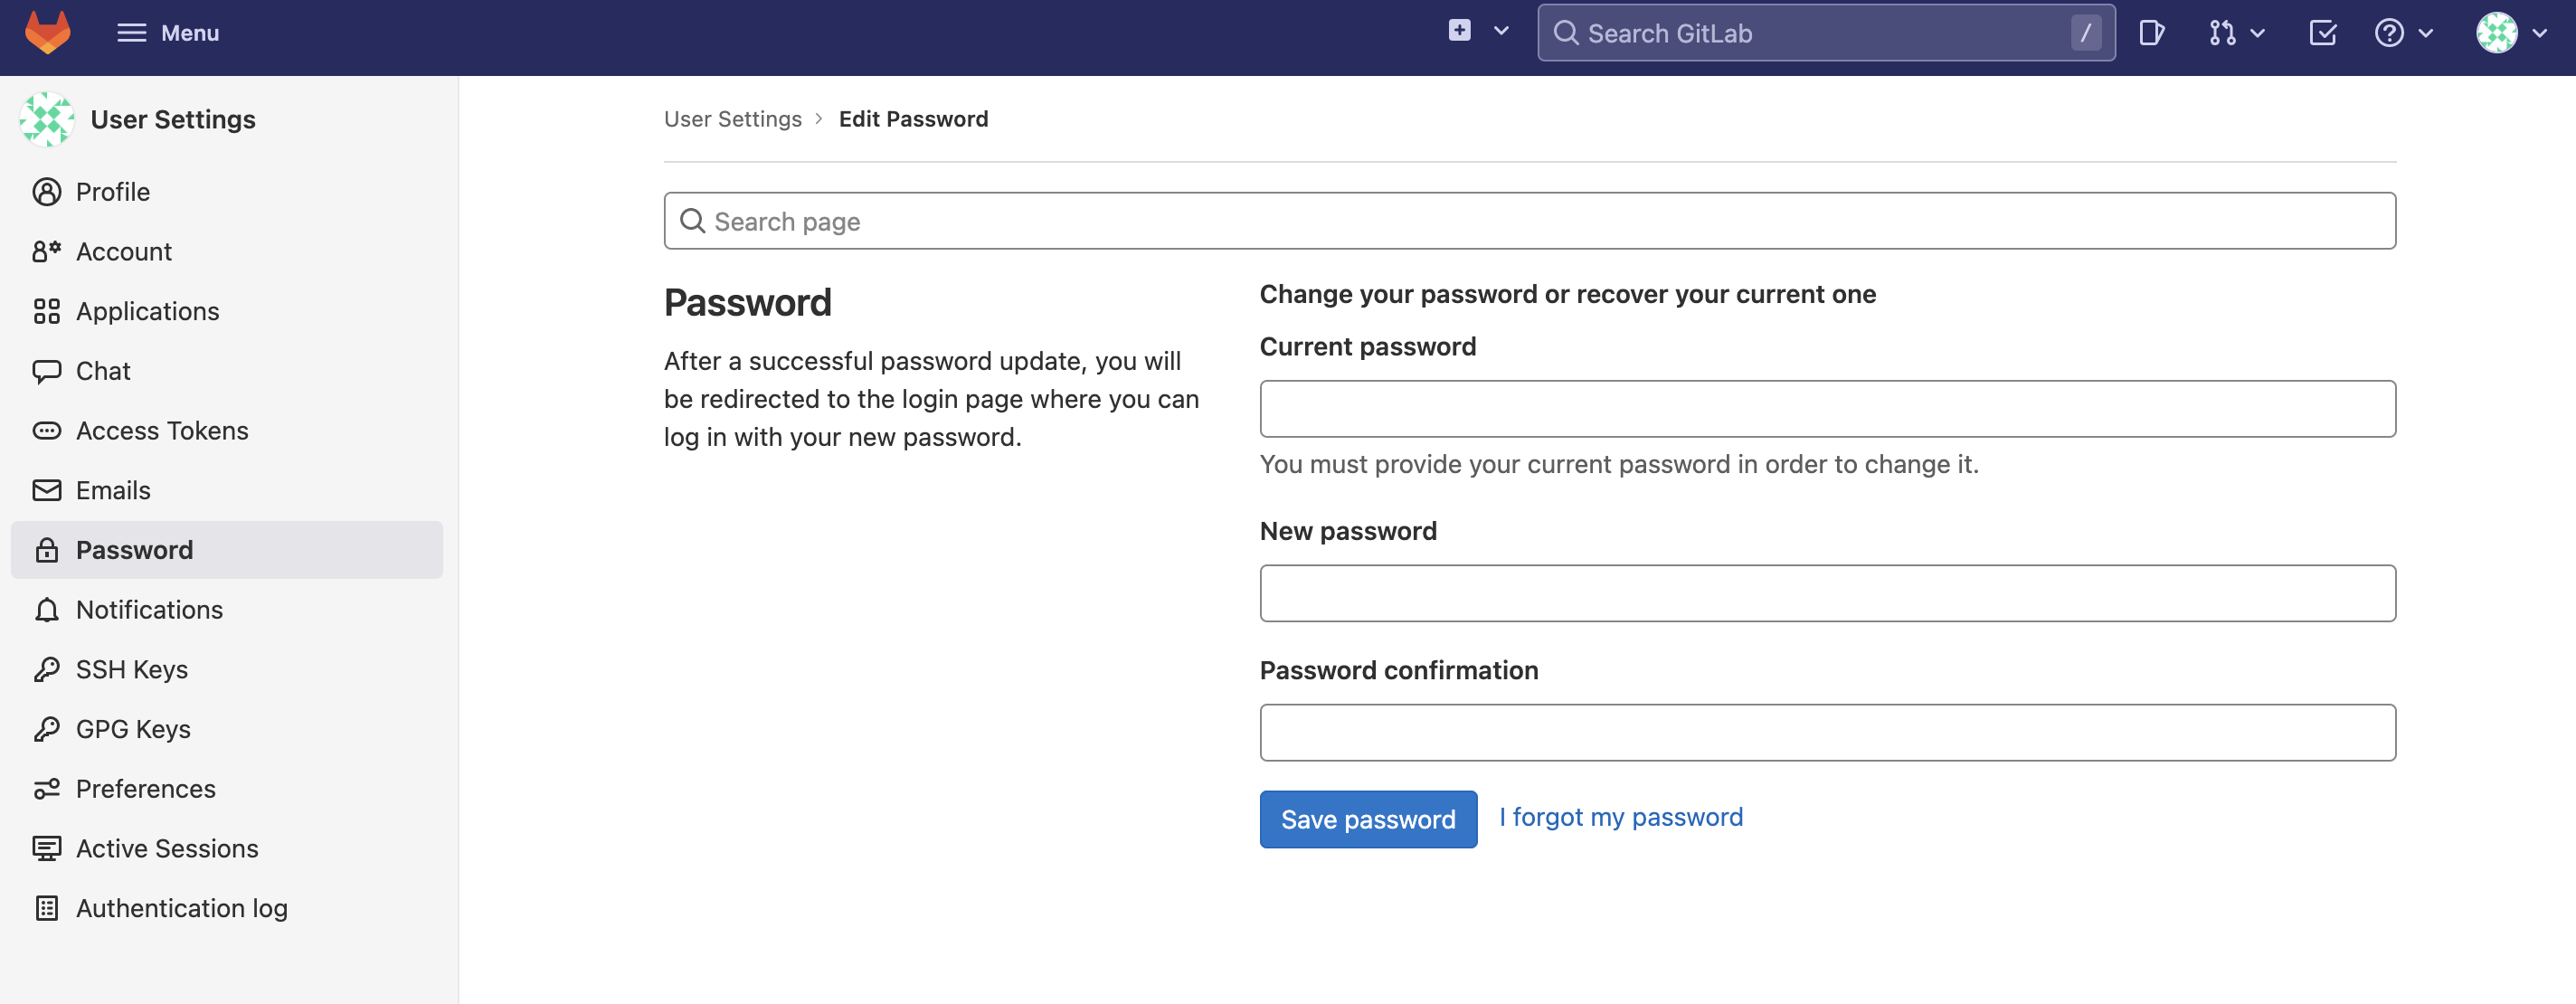 Menu
Search GitLab
/
User Settings
Profile
Account
Applications
Chat
Access Tokens
Emails
Password
Notifications
SSH Keys
GPG Keys
Preferences
Active Sessions
Authentication log
User Settings > Edit Password
Search page
Password
After a successful password update, you will
be redirected to the login page where you can
log in with your new password.
Change your password or recover your current one
Current password
You must provide your current password in order to change it.
New password
Password confirmation
Save password
I forgot my password